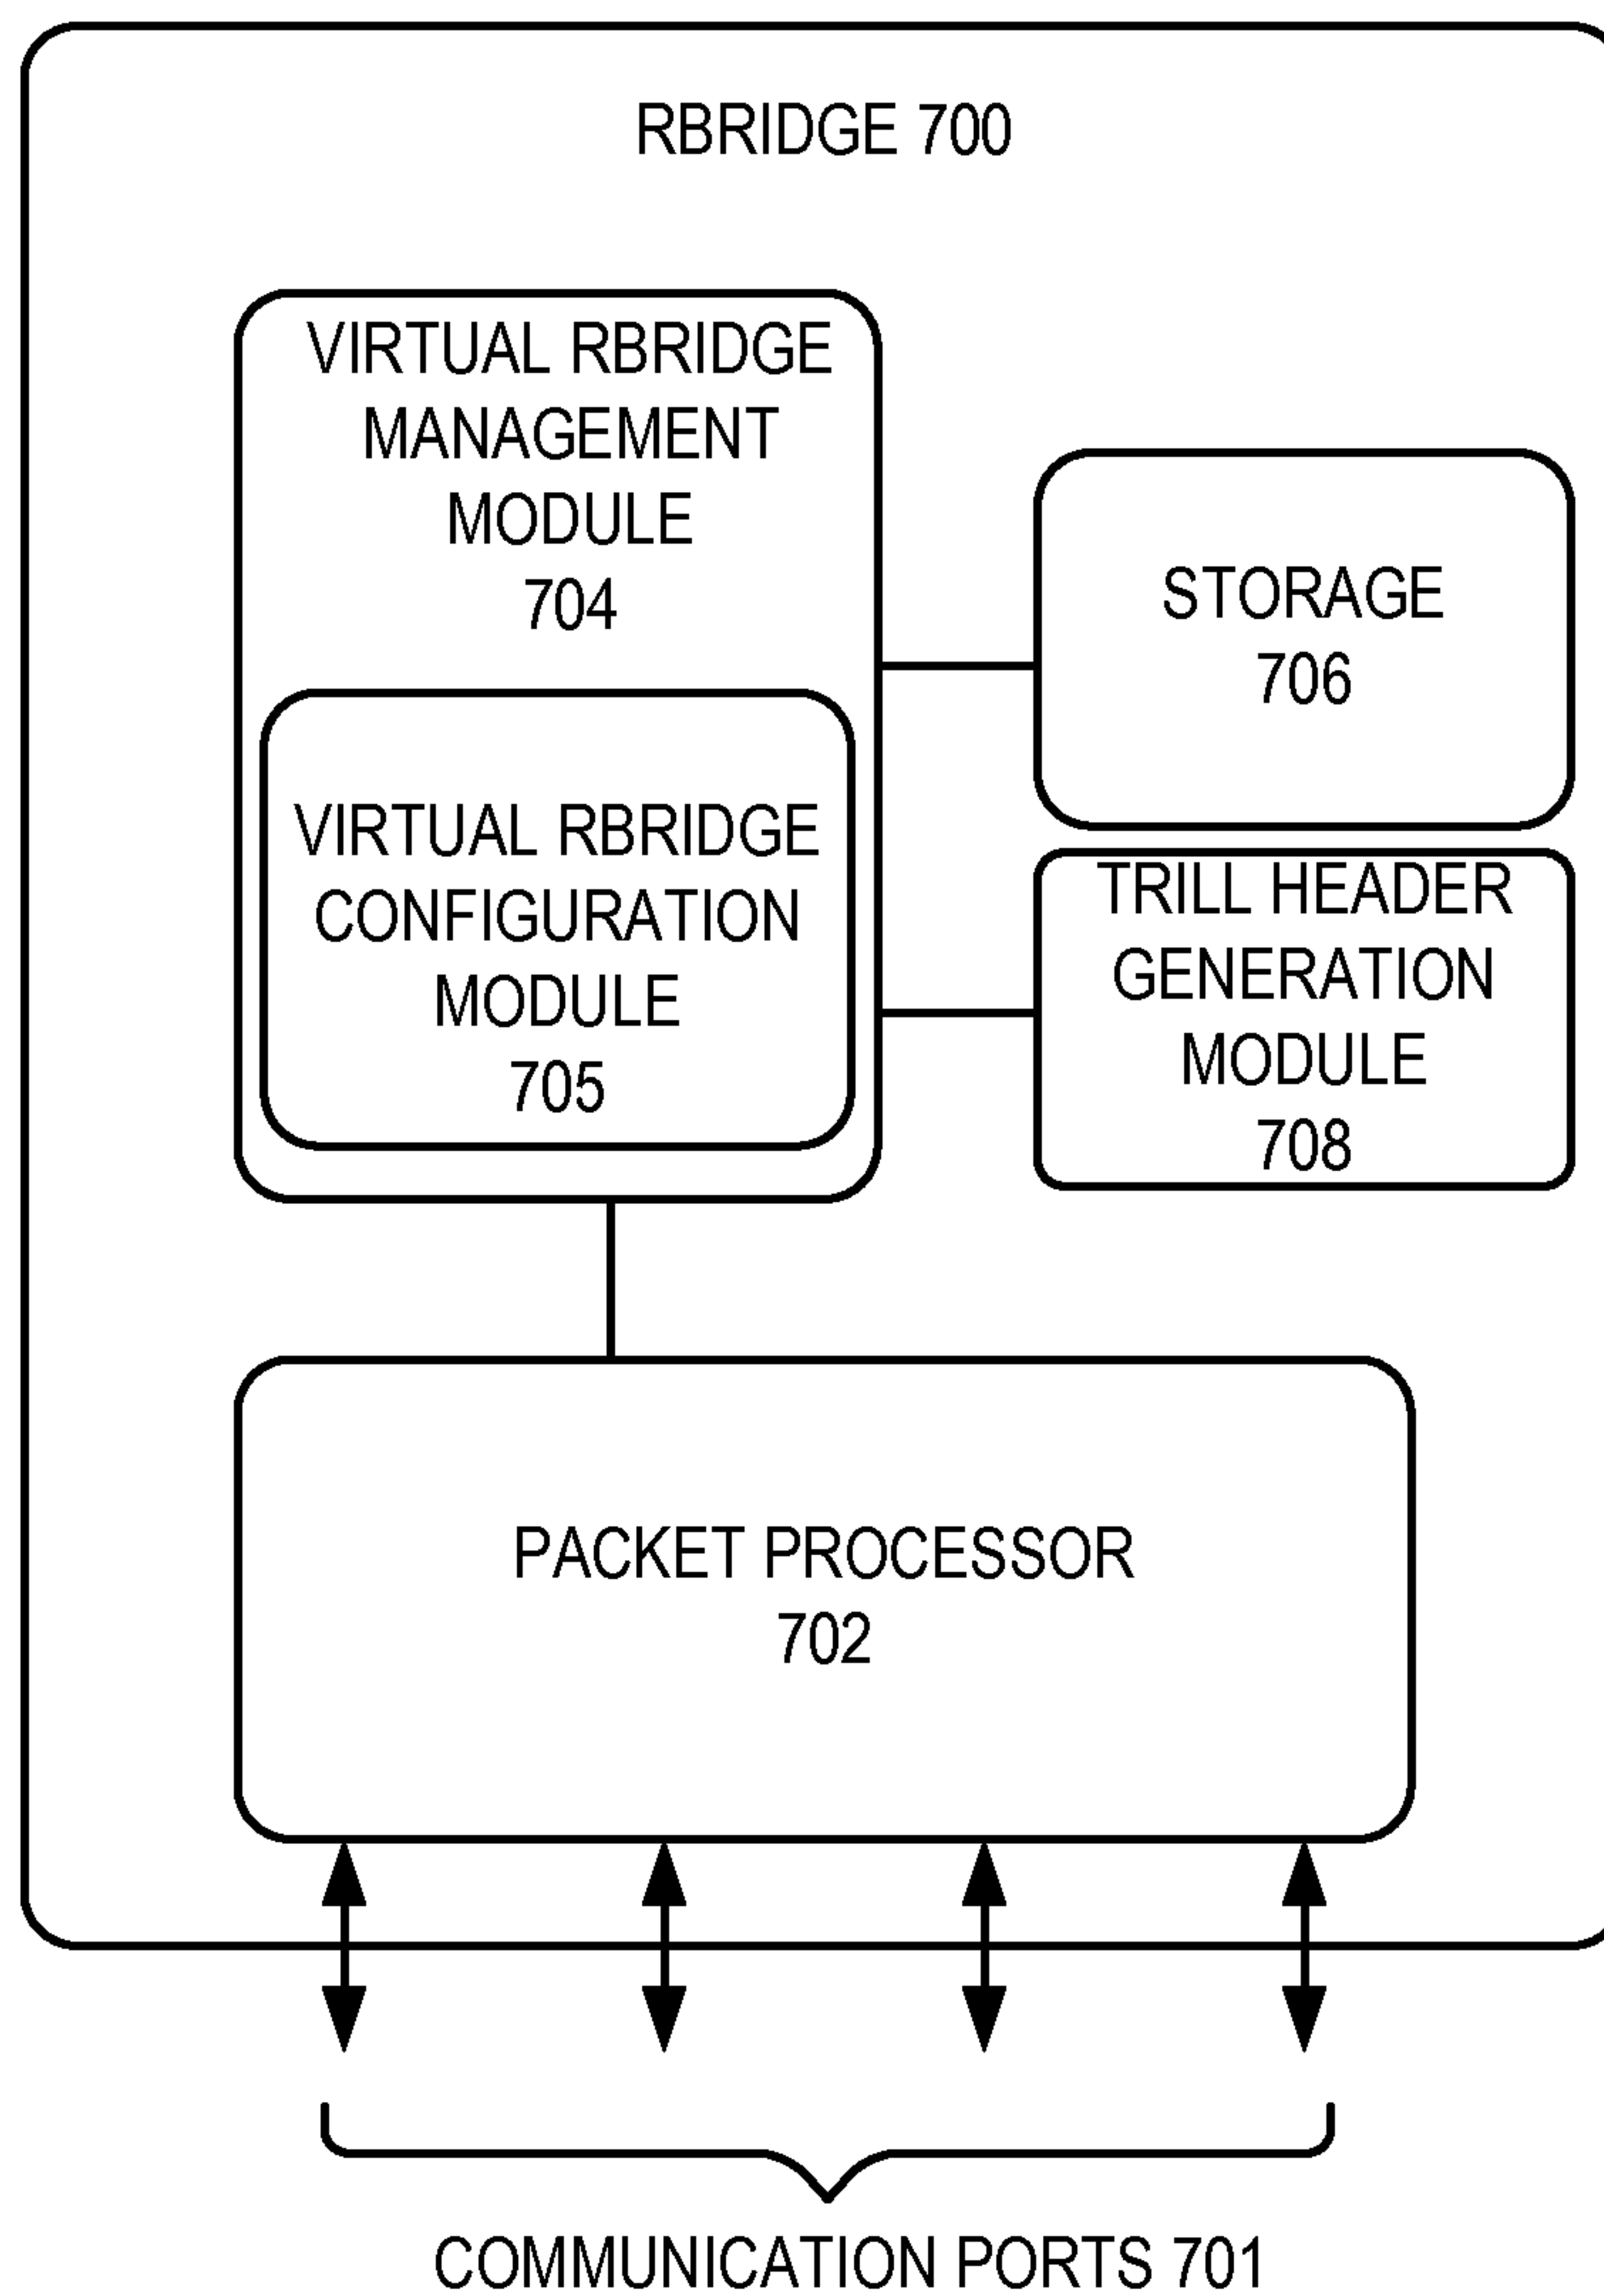 RBRIDGE 700
VIRTUAL RBRIDGE
MANAGEMENT
MODULE
704
STORAGE
706
VIRTUAL RBRIDGE
CONFIGURATION
MODULE
705
TRILL HEADER
GENERATION
MODULE
708
PACKET PROCESSOR
702
COMMUNICATION PORTS 701